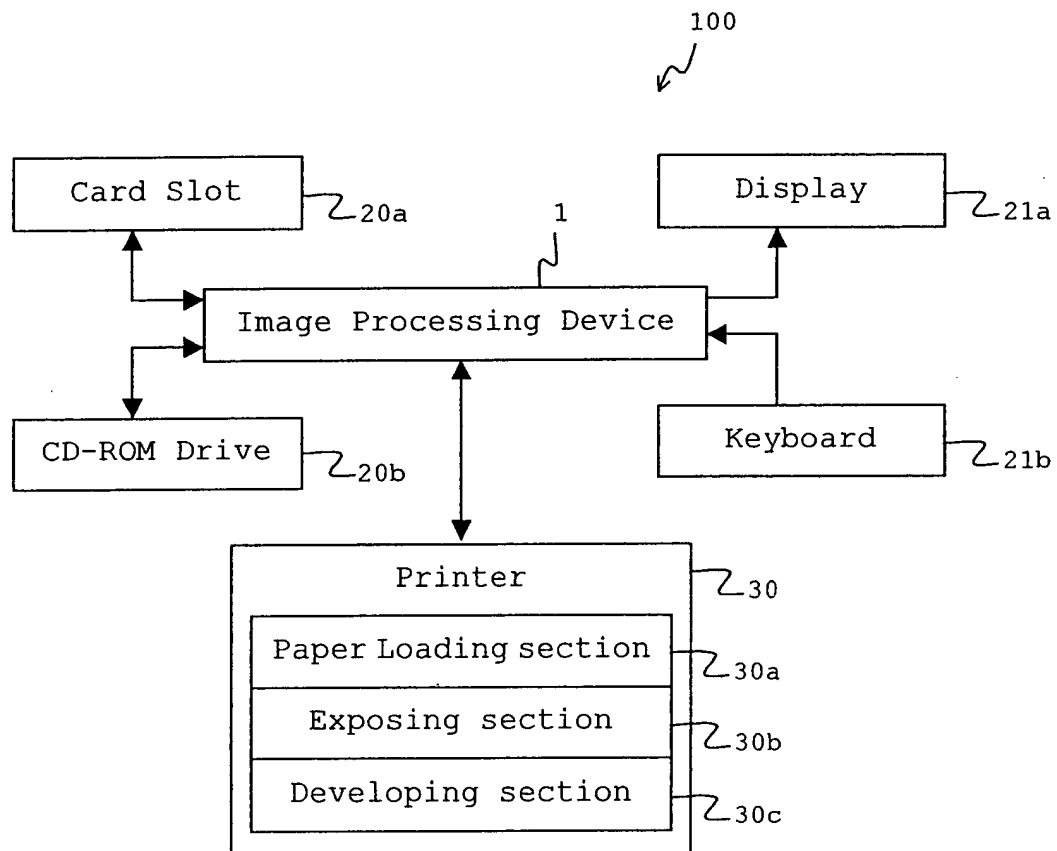 100
Card Slot
20a
Display
21a
1
Image Processing Device
CD-ROM Drive
20b
Keyboard
21b
Printer
30
Paper Loading section
30a
Exposing section
30b
Developing section
30c